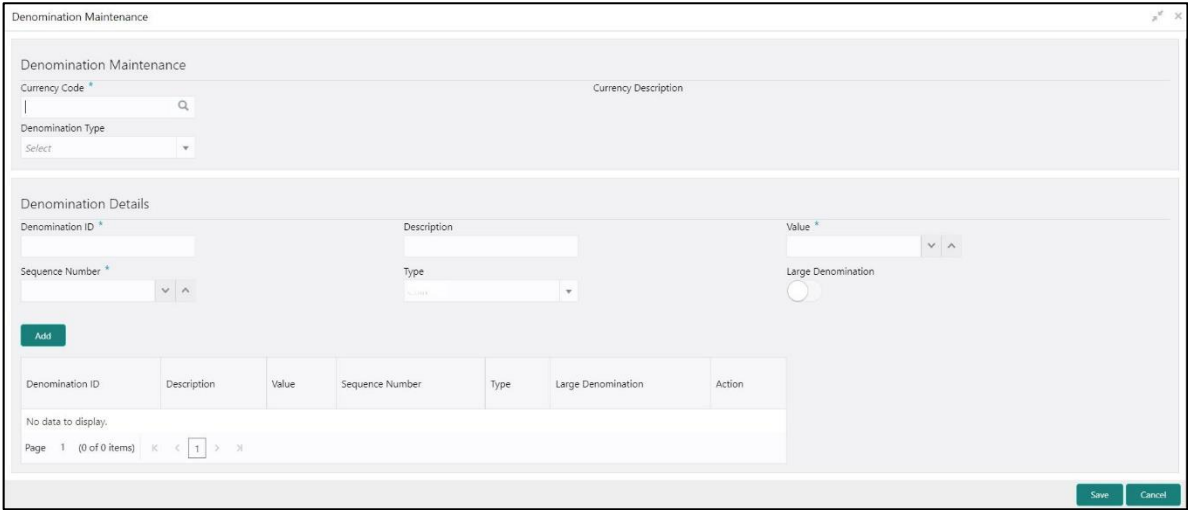 Denomination Maintenance
Denomination Maintenance
Currency Code *
Currency Description
Denomination Type
Select
Denomination Details
Denomination ID *
Description
Value *
Sequence Number *
Type
Large Denomination
Add
Denomination ID Description Value Sequence Number Type Large Denomination Action
No data to display.
Page 1 (0 of 0 items) 1
Save Cancel